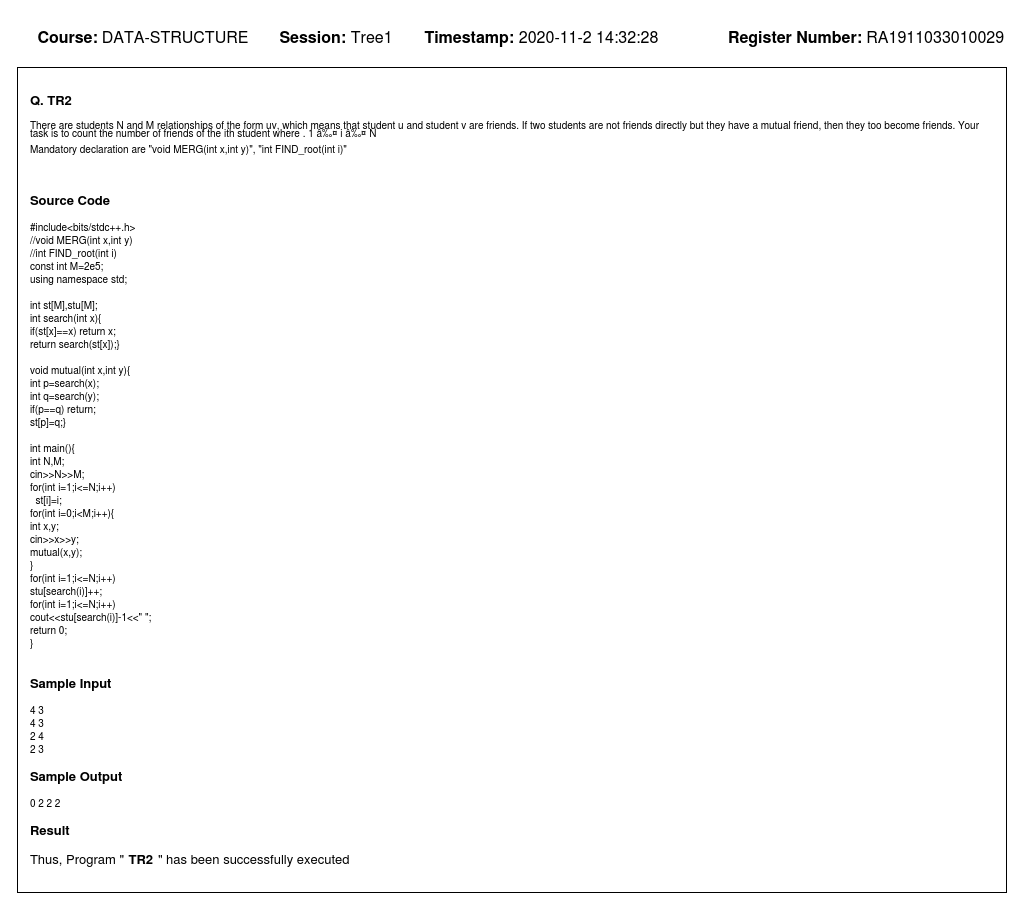 Course: DATA-STRUCTURE Session: Tree1 Timestamp: 2020-11-2 14:32:28 Register Number: RA1911033010029
Q. TR2
There are students N and M relationships of the form uv, which means that student u and student v are friends. If two students are not friends directly but they have a mutual friend, then they too become friends. Your
task is to count the number of friends of the ith student where . 1 â‰¤ i â‰¤ N
Mandatory declaration are "void MERG(int x,int y)", "int FIND_root(int i)"
Source Code
#include<bits/stdc++.h>
//void MERG(int x,int y)
//int FIND_root(int i)
const int M=2e5;
using namespace std;
int st[M],stu[M];
int search(int x){
if(st[x]==x) return x;
return search(st[x]);}
void mutual(int x,int y){
int p=search(x);
int q=search(y);
if(p==q) return;
st[p]=q;}
int main(){
int N,M;
cin>>N>>M;
for(int i=1;i<=N;i++)
st[i]=i;
for(int i=0;i<M;i++){
int x,y;
cin>>x>>y;
mutual(x,y);
}
for(int i=1;i<=N;i++)
stu[search(i)]++;
for(int i=1;i<=N;i++)
cout<<stu[search(i)]-1<<" ";
return 0;
}
Sample Input
4 3
4 3
2 4
2 3
Sample Output
0 2 2 2
Result
Thus, Program " TR2 " has been successfully executed